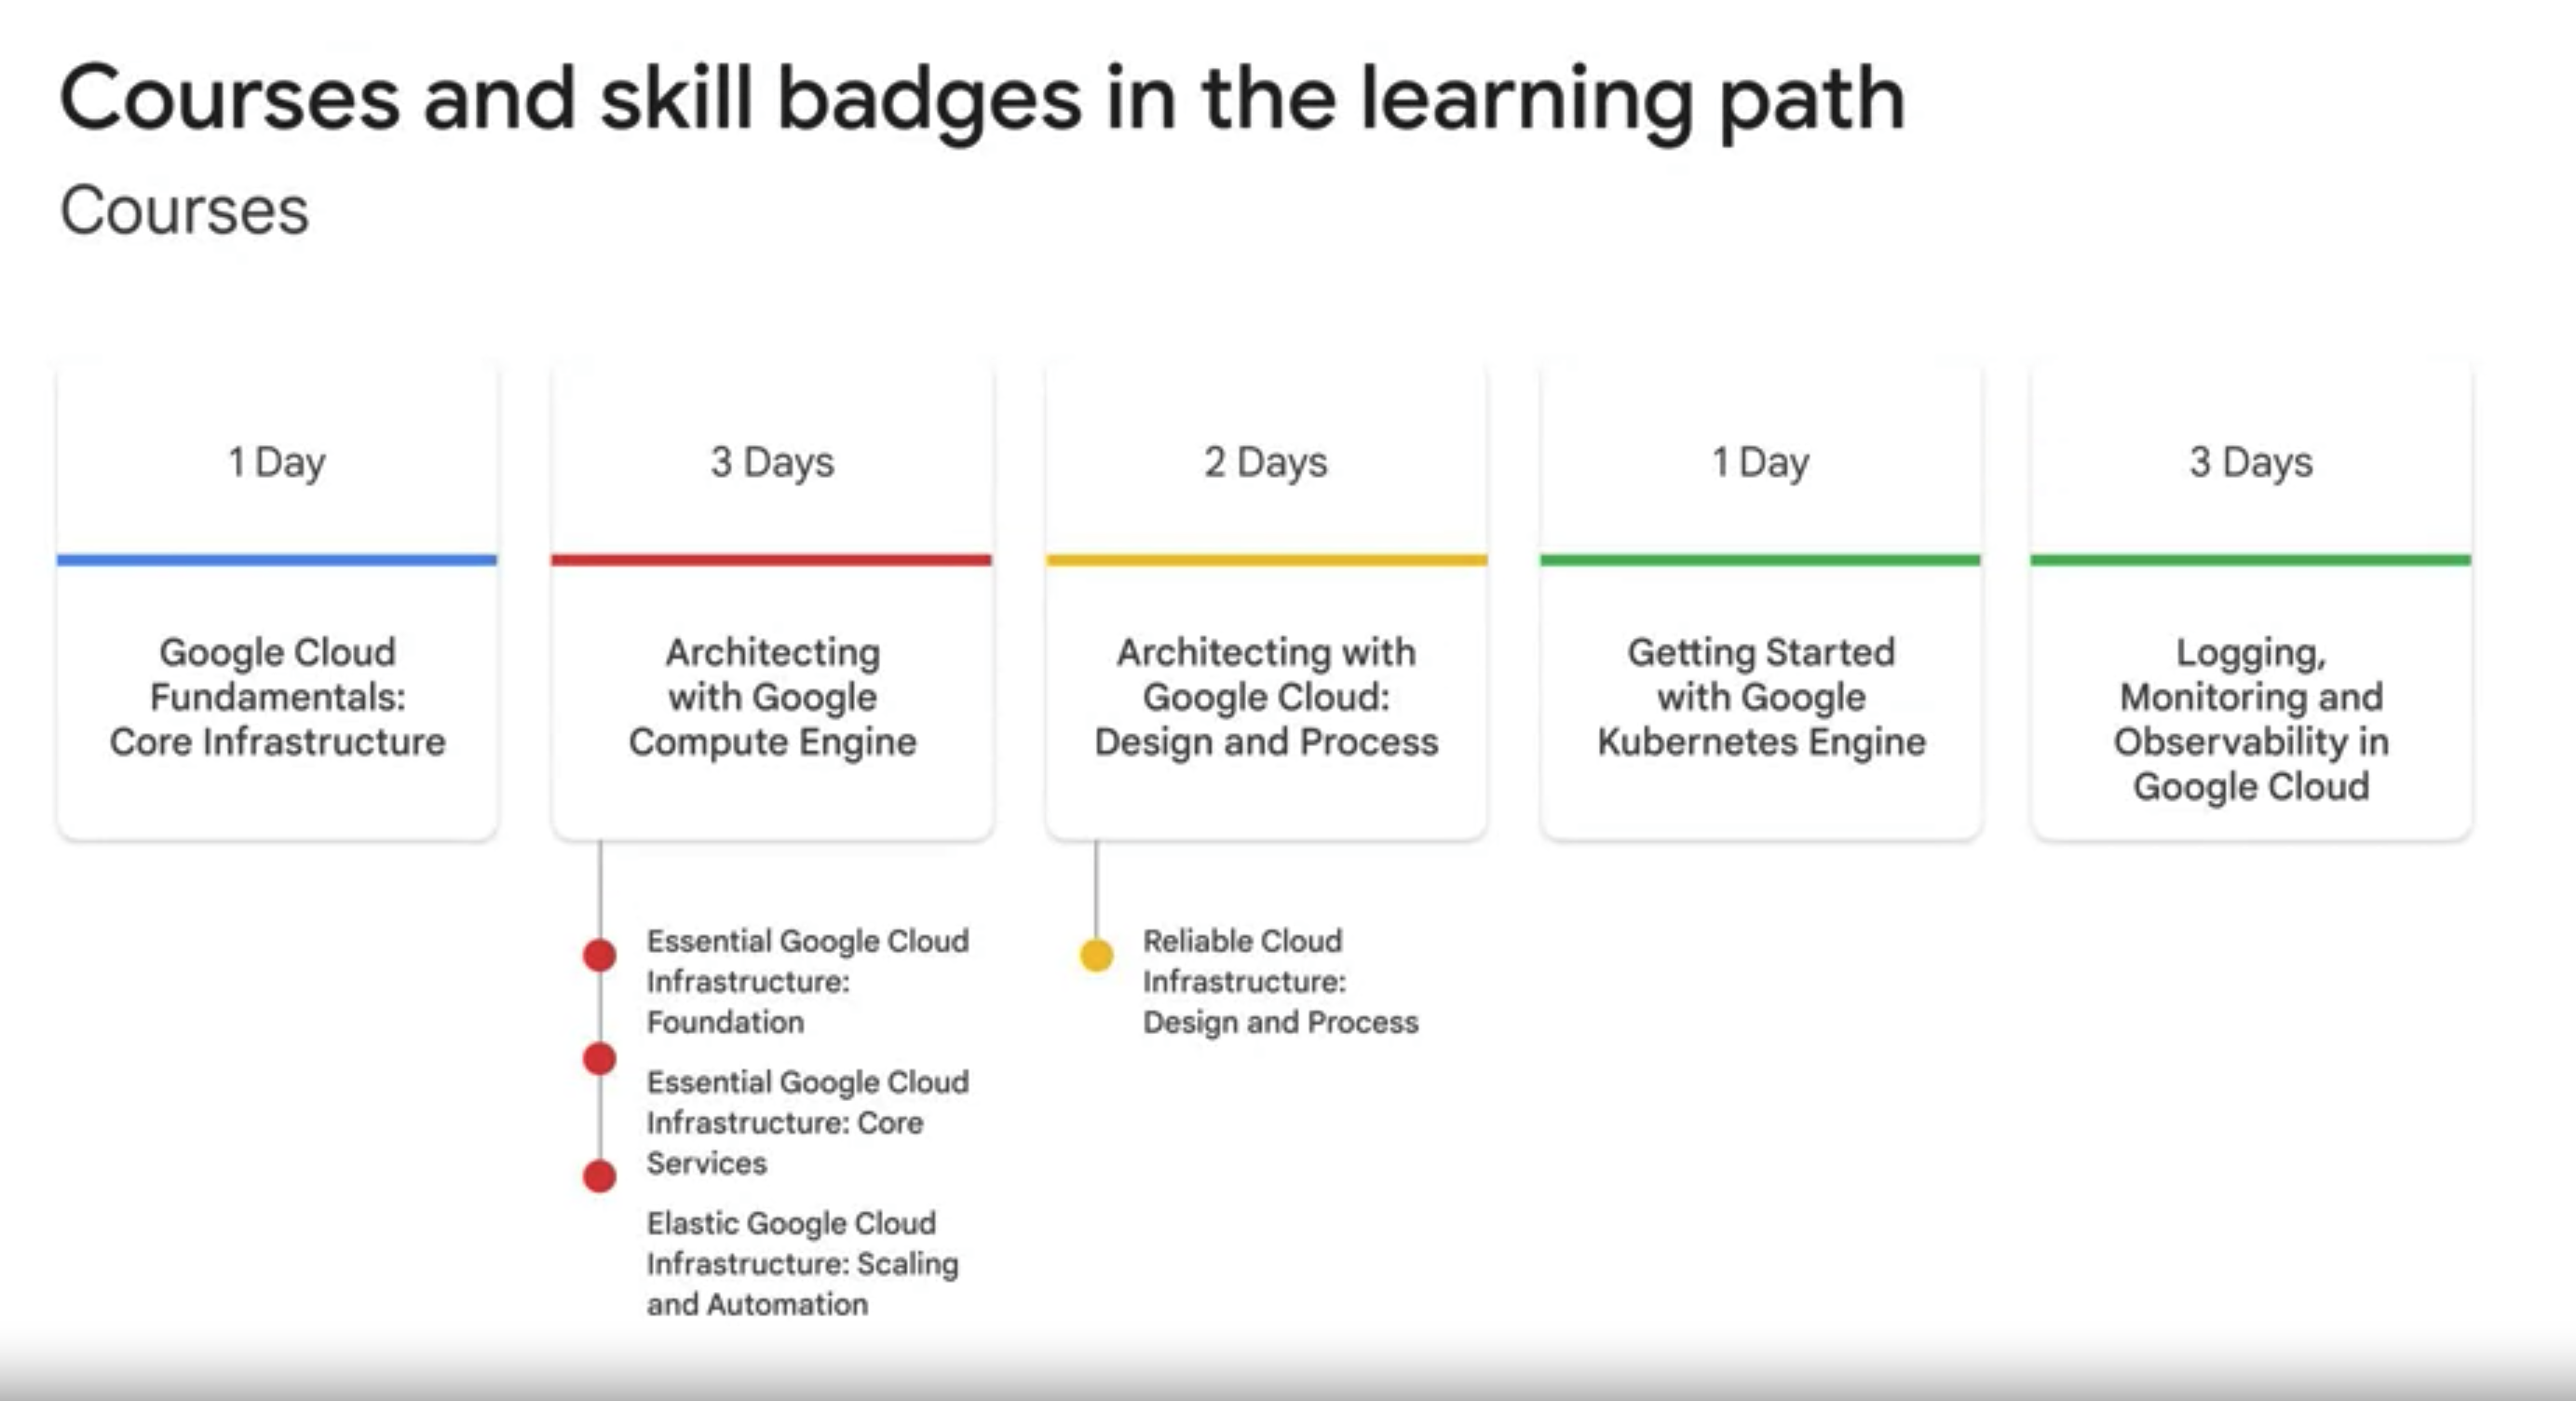 Courses and skill badges in the learning path
Courses
1 Day
Google Cloud
Fundamentals:
Core Infrastructure
3 Days
Architecting
with Google
Compute Engine
Essential Google Cloud
Infrastructure:
Foundation
Essential Google Cloud
Infrastructure: Core
Services
Elastic Google Cloud
Infrastructure: Scaling
and Automation
2 Days
Architecting with
Google Cloud:
Design and Process
Reliable Cloud
Infrastructure:
Design and Process
1 Day
Getting Started
with Google
Kubernetes Engine
3 Days
Logging,
Monitoring and
Observability in
Google Cloud